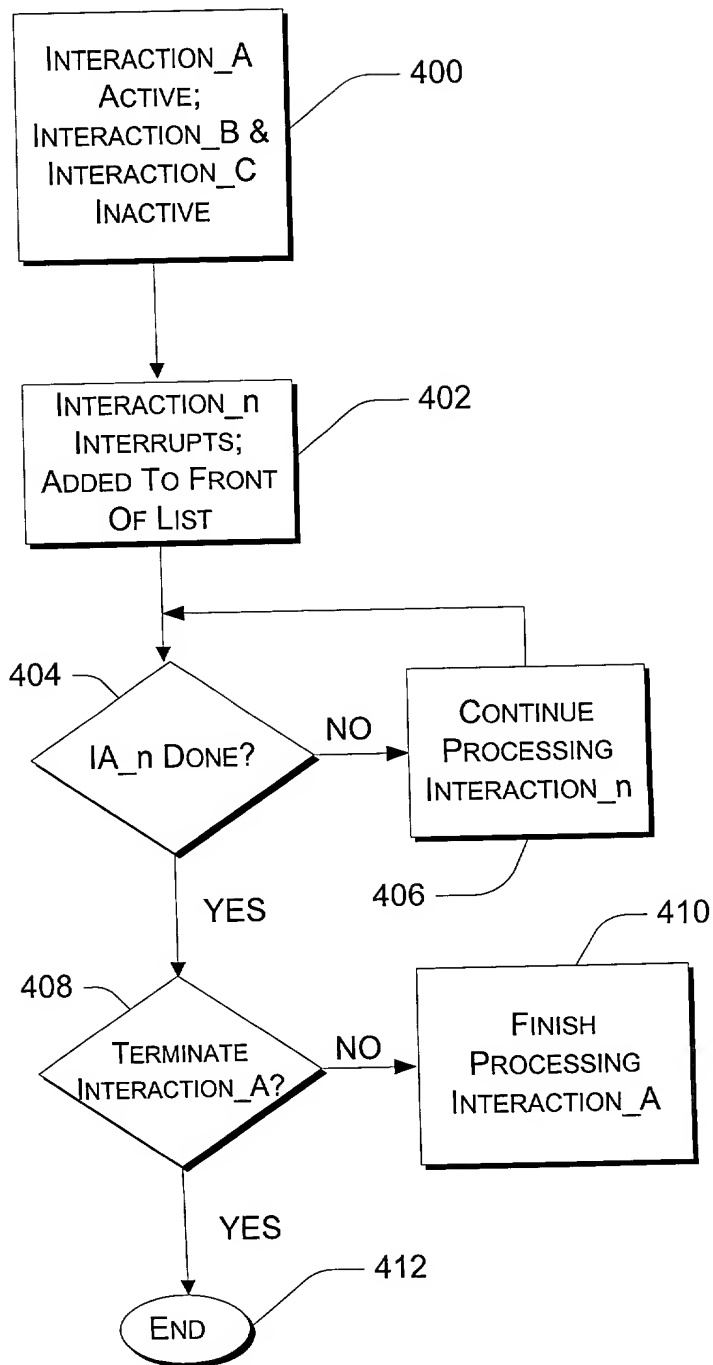 INTERACTION_A
ACTIVE;
INTERACTION_B &
INTERACTION_C
INACTIVE
400
INTERACTION_n
INTERRUPTS;
ADDED TO FRONT
OF LIST
402
404
IA_n DONE?
NO
CONTINUE
PROCESSING
INTERACTION_n
406
YES
408
TERMINATE
INTERACTION_A?
NO
410
FINISH
PROCESSING
INTERACTION_A
YES
END
412